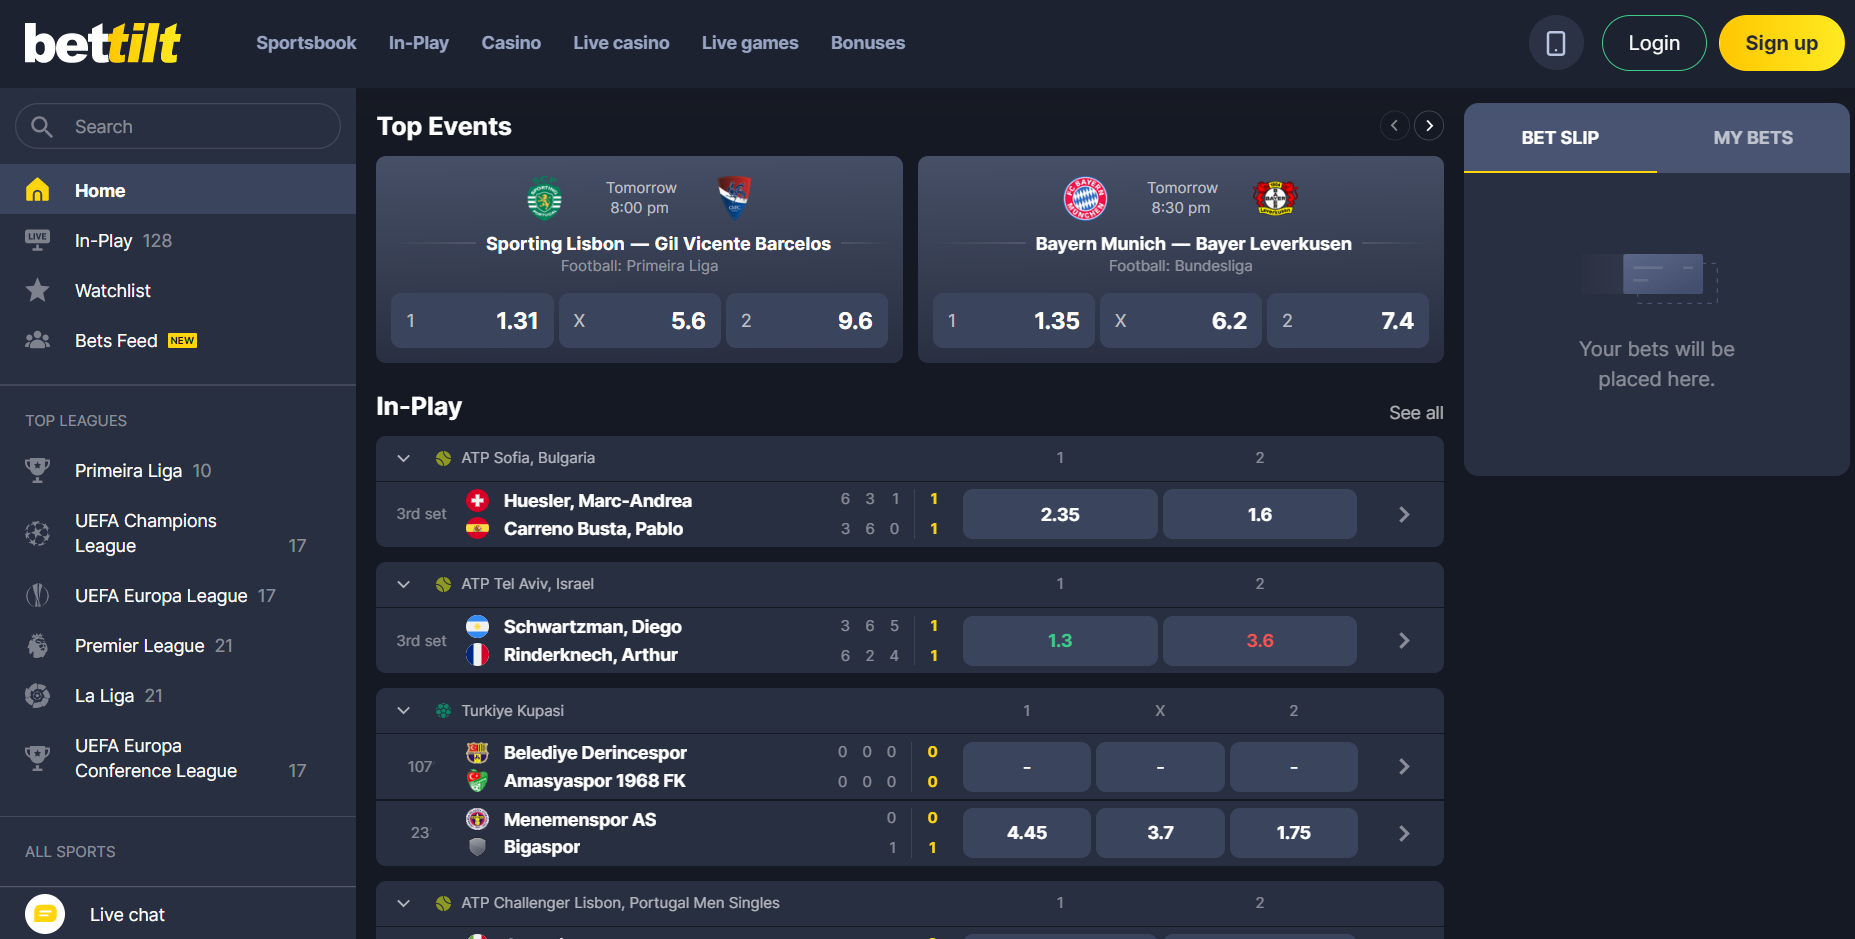 bettilt
Sportsbook In-Play Casino Live casino Live games Bonuses
Login
Sign up
Search
Home
LIVE
In-Play 128
Watchlist
Bets Feed NEW
TOP LEAGUES
Primeira Liga 10
UEFA Champions
League 17
UEFA Europa League 17
Premier League 21
La Liga 21
UEFA Europa
Conference League 17
ALL SPORTS
Live chat
Top Events
Tomorrow
8:00 pm
Sporting Lisbon — Gil Vicente Barcelos
Football: Primeira Liga
1 1.31 X 5.6 2 9.6
Tomorrow
8:30 pm
Bayern Munich — Bayer Leverkusen
Football: Bundesliga
1 1.35 X 6.2 2 7.4
In-Play
See all
ATP Sofia, Bulgaria 1 2
3rd set
Huesler, Marc-Andrea 6 3 1 1
Carreno Busta, Pablo 3 6 0 1
2.35 1.6
ATP Tel Aviv, Israel 1 2
3rd set
Schwartzman, Diego 3 6 5 1
Rinderknech, Arthur 6 2 4 1
1.3 3.6
Turkiye Kupasi 1 X 2
107'
Belediye Derincespor 0 0 0 0
Amasyaspor 1968 FK 0 0 0 0
- - -
23
Menemenspor AS 0 0
Bigaspor 1 1
4.45 3.7 1.75
ATP Challenger Lisbon, Portugal Men Singles 1 2
BET SLIP MY BETS
Your bets will be
placed here.